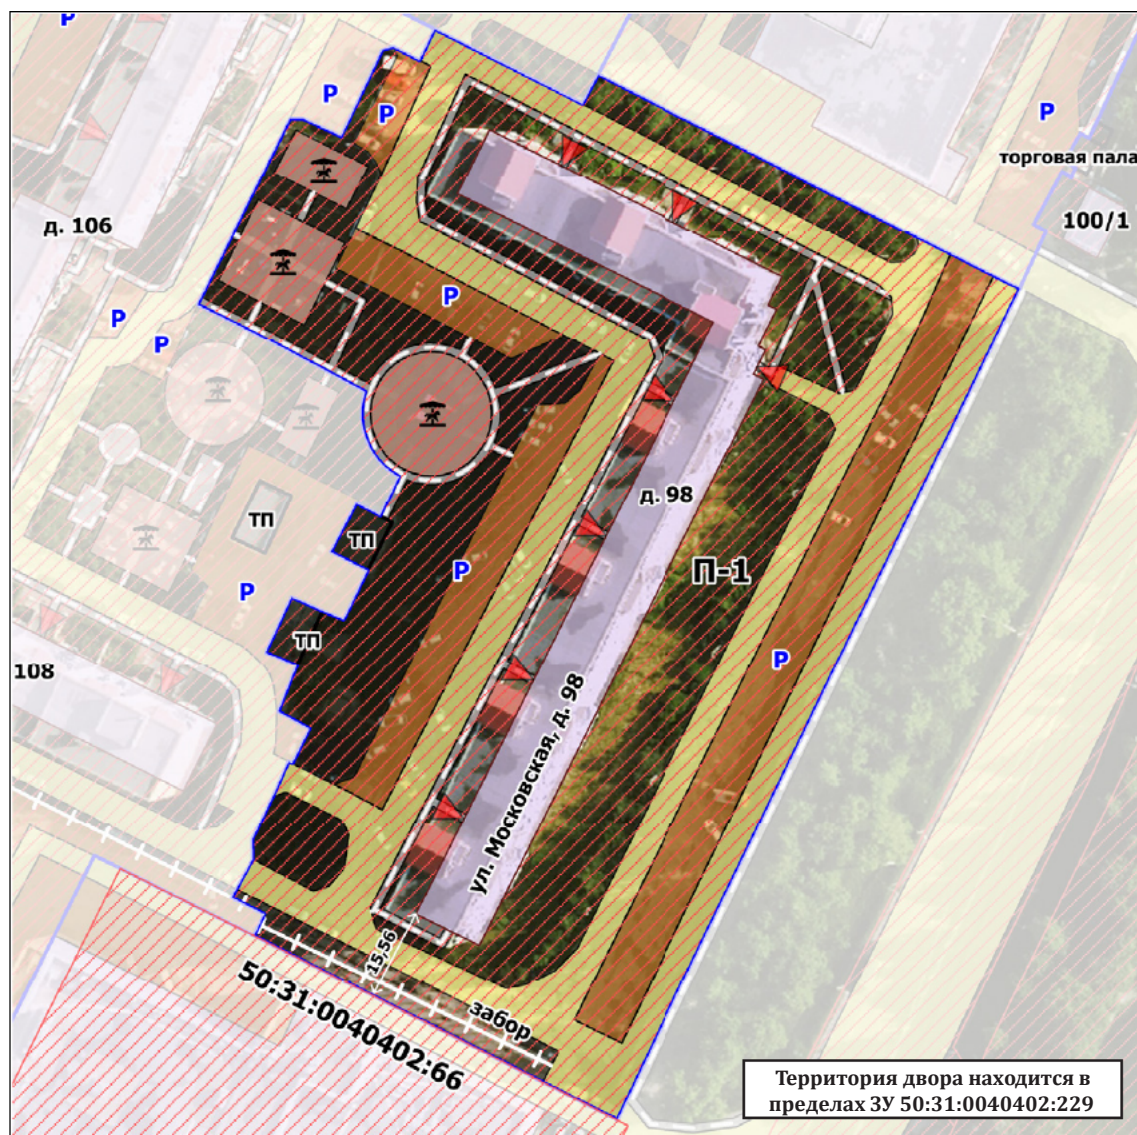 P
P
P
P
торговая пала
100/1
д. 106
P
P
P
д. 98
ТП
ТП
P
П-1
P
ТП
P
108
ул. Московская, д. 98
15,56
забор
50:31:0040402:66
Территория двора находится в
пределах ЗУ 50:31:0040402:229